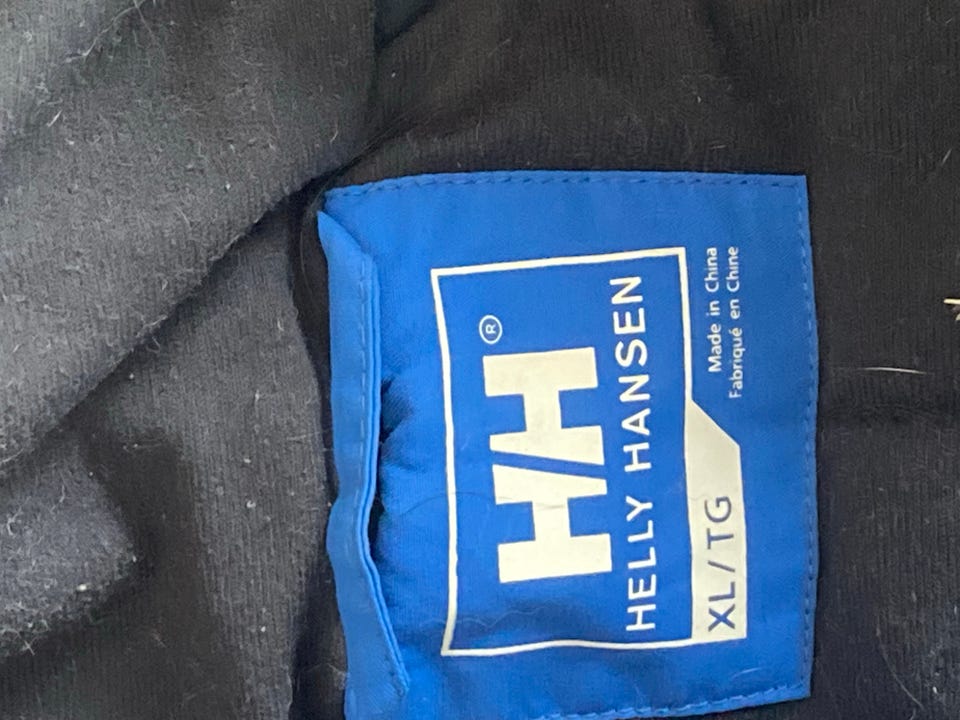 HH®
HELLY HANSEN
XL/TG
Made in China
Fabriqué en Chine